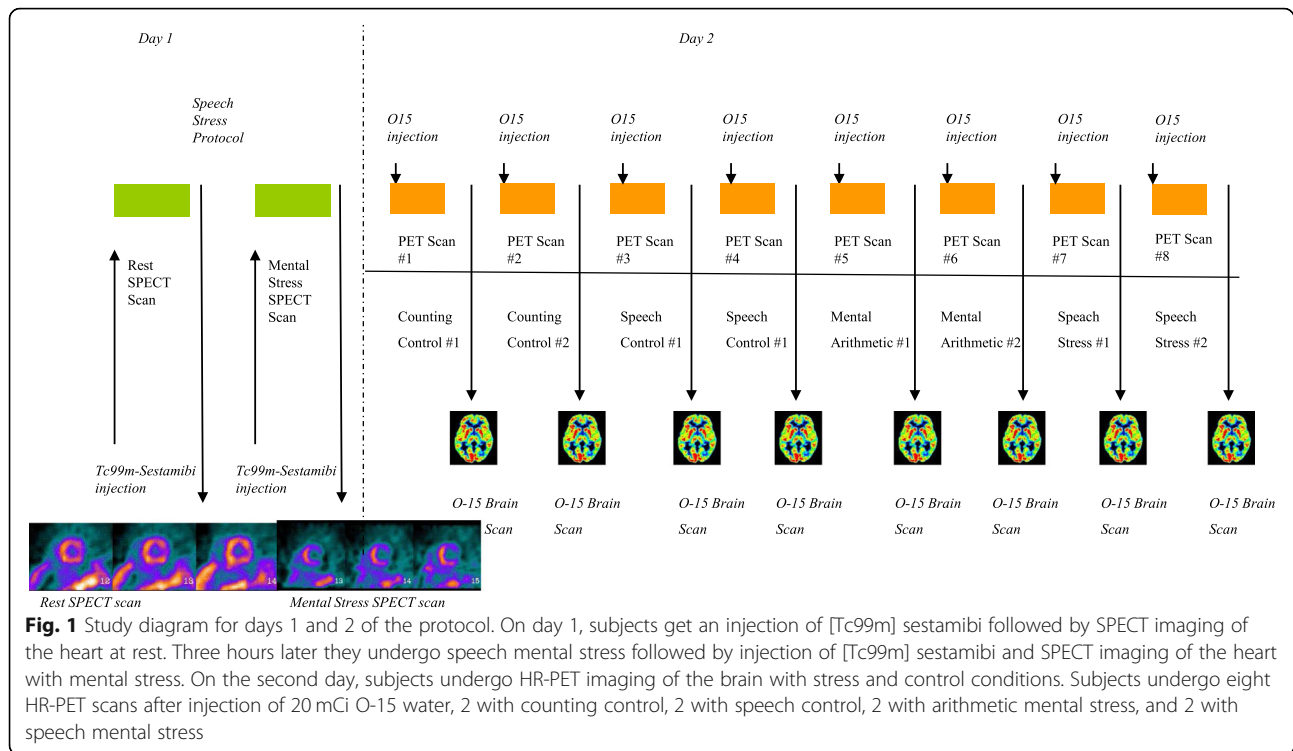 Day 1
Day 2
Speech
Stress
Protocol
O15
injection
O15
injection
O15
injection
O15
injection
O15
injection
O15
injection
O15
injection
O15
injection
Rest
SPECT
Scan
Mental
Stress
SPECT
Scan
PET Scan
#1
PET Scan
#2
PET Scan
#3
PET Scan
#4
PET Scan
#5
PET Scan
#6
PET Scan
#7
PET Scan
#8
Counting
Control #1
Counting
Control #2
Speech
Control #1
Speech
Control #1
Mental
Arithmetic #1
Mental
Arithmetic #2
Speach
Stress #1
Speech
Stress #2
Tc99m-Sestamibi
injection
Tc99m-Sestamibi
injection
O-15 Brain
Scan
O-15 Brain
Scan
O-15 Brain
Scan
O-15 Brain
Scan
O-15 Brain
Scan
O-15 Brain
Scan
O-15 Brain
Scan
O-15 Brain
Scan
12
13
14
13
14
15
Rest SPECT scan
Mental Stress SPECT scan
Fig. 1 Study diagram for days 1 and 2 of the protocol. On day 1, subjects get an injection of [Tc99m] sestamibi followed by SPECT imaging of
the heart at rest. Three hours later they undergo speech mental stress followed by injection of [Tc99m] sestamibi and SPECT imaging of the heart
with mental stress. On the second day, subjects undergo HR-PET imaging of the brain with stress and control conditions. Subjects undergo eight
HR-PET scans after injection of 20 mCi O-15 water, 2 with counting control, 2 with speech control, 2 with arithmetic mental stress, and 2 with
speech mental stress